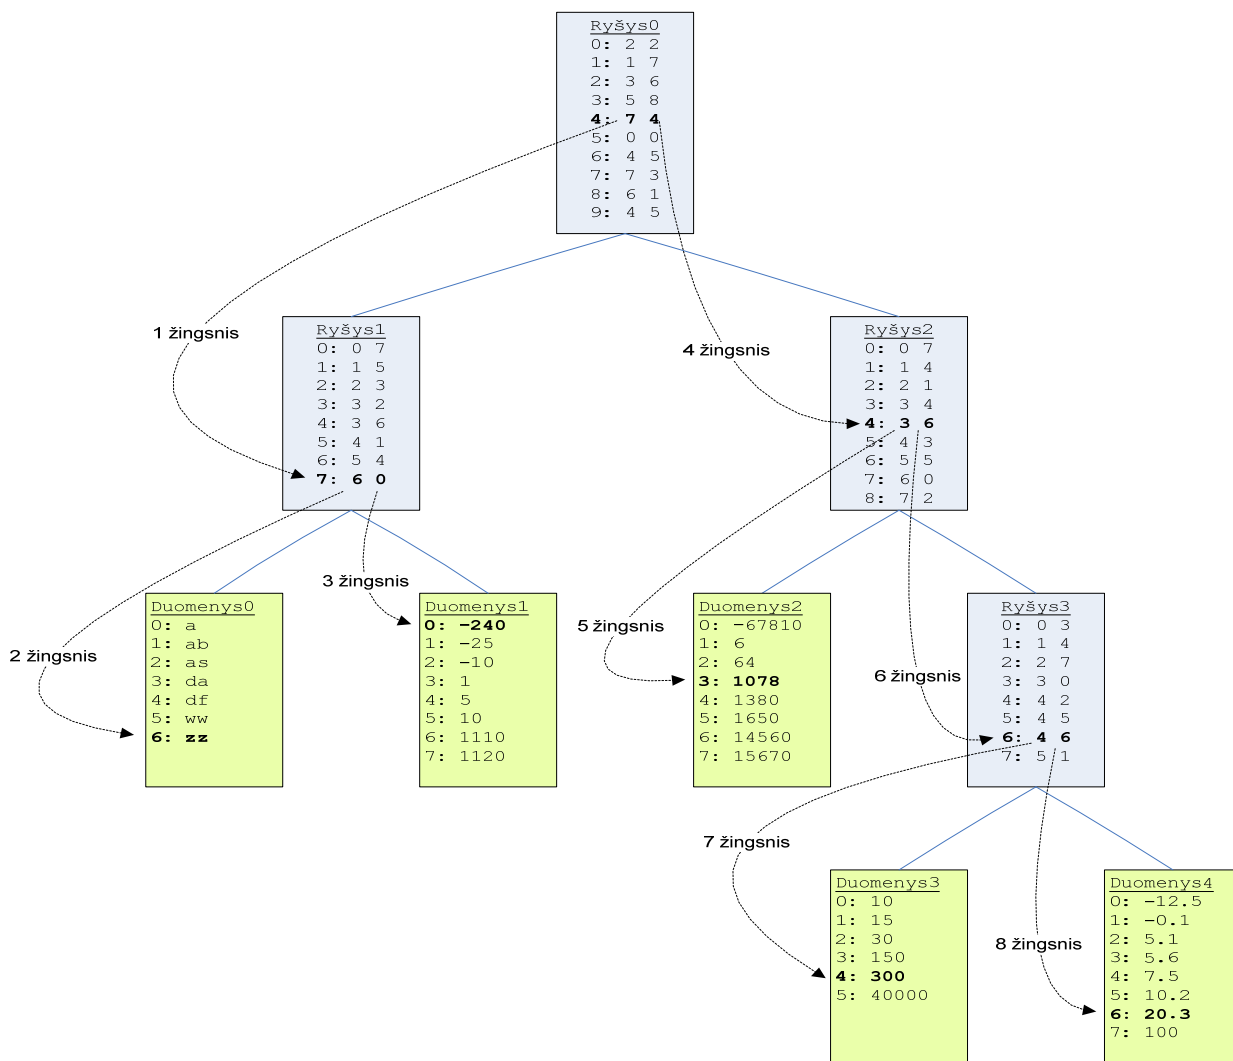 Ryšys0
0: 2 2
1: 1 7
2: 3 6
3: 5 8
4: 7 4
5: 0 0
6: 4 5
7: 7 3
8: 6 1
9: 4 5
1 žingsnis
4 žingsnis
Ryšys1
0: 0 7
1: 1 5
2: 2 3
3: 3 2
4: 3 6
5: 4 1
6: 5 4
7: 6 0
Ryšys2
0: 0 7
1: 1 4
2: 2 1
3: 3 4
4: 3 6
5: 4 3
6: 5 5
7: 6 0
8: 7 2
2 žingsnis
3 žingsnis
5 žingsnis
6 žingsnis
Duomenys0
0: a
1: ab
2: as
3: da
4: df
5: ww
6: zz
Duomenys1
0: -240
1: -25
2: -10
3: 1
4: 5
5: 10
6: 1110
7: 1120
Duomenys2
0: -67810
1: 6
2: 64
3: 1078
4: 1380
5: 1650
6: 14560
7: 15670
Ryšys3
0: 0 3
1: 1 4
2: 2 7
3: 3 0
4: 4 2
5: 4 5
6: 4 6
7: 5 1
7 žingsnis
8 žingsnis
Duomenys3
0: 10
1: 15
2: 30
3: 150
4: 300
5: 40000
Duomenys4
0: -12.5
1: -0.1
2: 5.1
3: 5.6
4: 7.5
5: 10.2
6: 20.3
7: 100